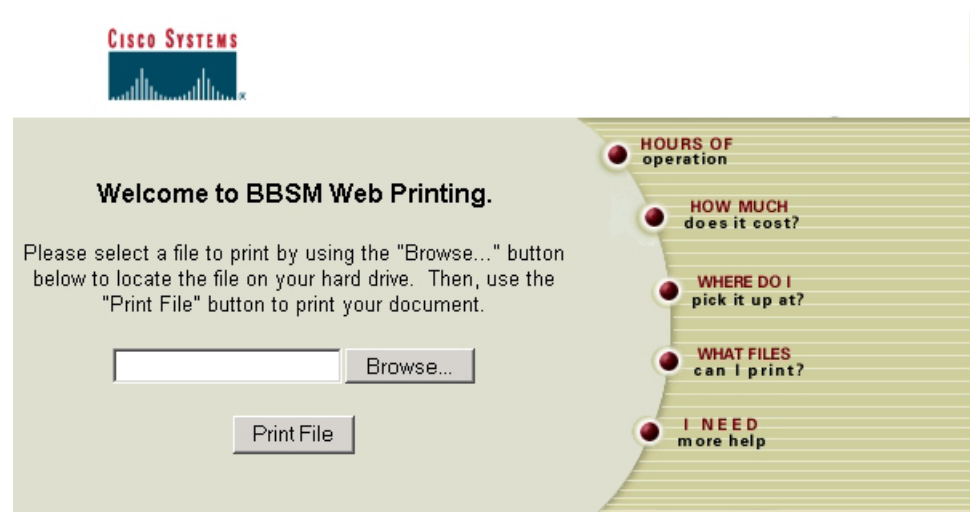 CISCO SYSTEMS
®
Welcome to BBSM Web Printing.
Please select a file to print by using the "Browse..." button
below to locate the file on your hard drive. Then, use the
"Print File" button to print your document.
Browse...
Print File
HOURS OF
operation
HOW MUCH
does it cost?
WHERE DO I
pick it up at?
WHAT FILES
can I print?
I NEED
more help